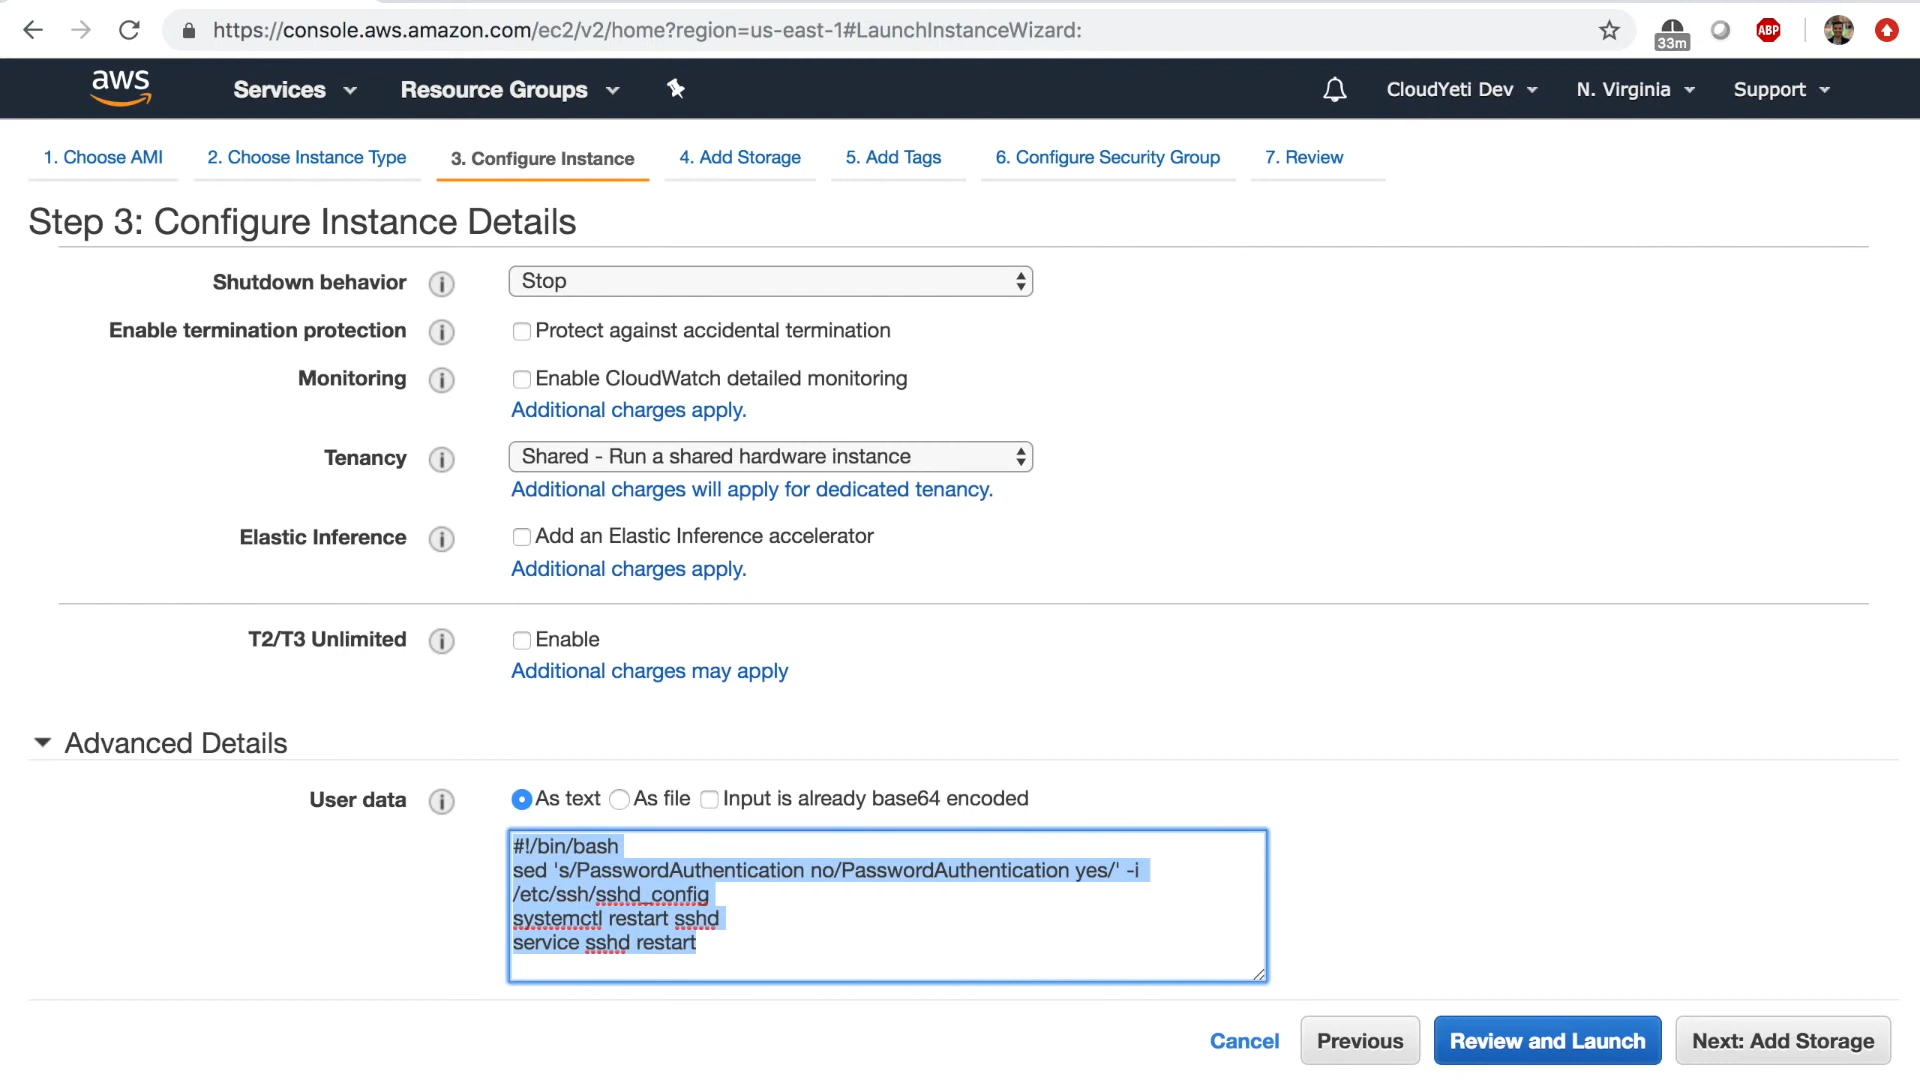 https://console.aws.amazon.com/ec2/v2/home?region=us-east-1#LaunchInstanceWizard:
33m
ABP
aws
Services
Resource Groups
CloudYeti Dev
N. Virginia
Support
1. Choose AMI
2. Choose Instance Type
3. Configure Instance
4. Add Storage
5. Add Tags
6. Configure Security Group
7. Review
Step 3: Configure Instance Details
Shutdown behavior
i
Stop
Enable termination protection
i
Protect against accidental termination
Monitoring
i
Enable CloudWatch detailed monitoring
Additional charges apply.
Tenancy
i
Shared - Run a shared hardware instance
Additional charges will apply for dedicated tenancy.
Elastic Inference
i
Add an Elastic Inference accelerator
Additional charges apply.
T2/T3 Unlimited
i
Enable
Additional charges may apply
Advanced Details
User data
i
As text
As file
Input is already base64 encoded
#!/bin/bash
sed 's/PasswordAuthentication no/PasswordAuthentication yes/' -i
/etc/ssh/sshd_config
systemctl restart sshd
service sshd restart
Cancel
Previous
Review and Launch
Next: Add Storage